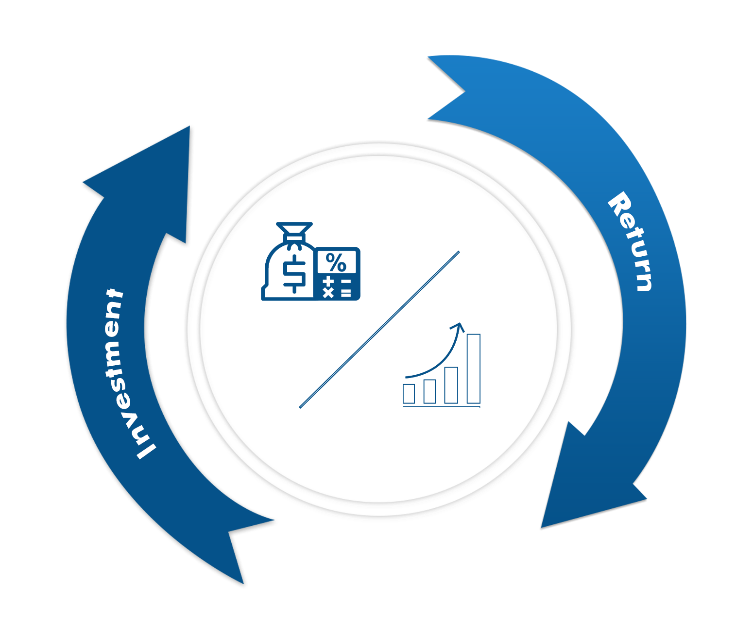 Investment
Return
$
%
+ −
× =